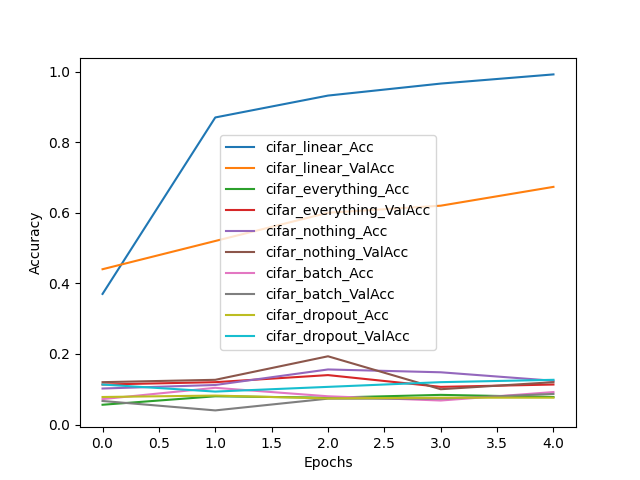 1.0
0.8
0.6
0.4
0.2
0.0
Accuracy
cifar_linear_Acc
cifar_linear_ValAcc
cifar_everything_Acc
cifar_everything_ValAcc
cifar_nothing_Acc
cifar_nothing_ValAcc
cifar_batch_Acc
cifar_batch_ValAcc
cifar_dropout_Acc
cifar_dropout_ValAcc
0.0 0.5 1.0 1.5 2.0 2.5 3.0 3.5 4.0
Epochs